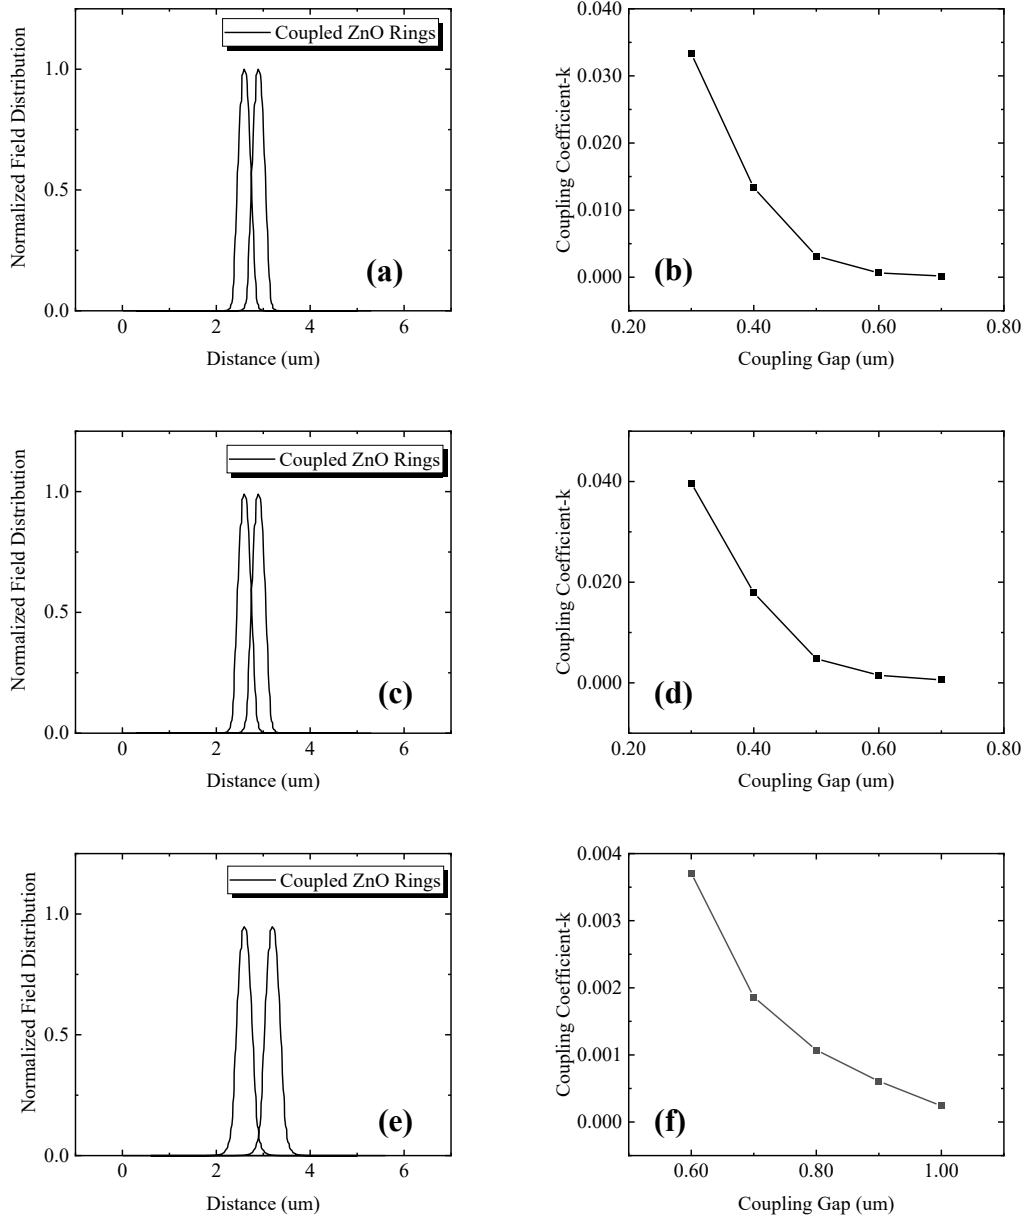 Coupled ZnO Rings
Normalized Field Distribution
1.0
0.5
0.0
(a)
0 2 4 6
Distance (um)
Coupling Coefficient-k
0.040
0.030
0.020
0.010
0.000
(b)
0.20 0.40 0.60 0.80
Coupling Gap (um)
Coupled ZnO Rings
Normalized Field Distribution
1.0
0.5
0.0
(c)
0 2 4 6
Distance (um)
Coupling Coefficient-k
0.040
0.020
0.000
(d)
0.20 0.40 0.60 0.80
Coupling Gap (um)
Coupled ZnO Rings
Normalized Field Distribution
1.0
0.5
0.0
(e)
0 2 4 6
Distance (um)
Coupling Coefficient-k
0.004
0.003
0.002
0.001
0.000
(f)
0.60 0.80 1.00
Coupling Gap (um)